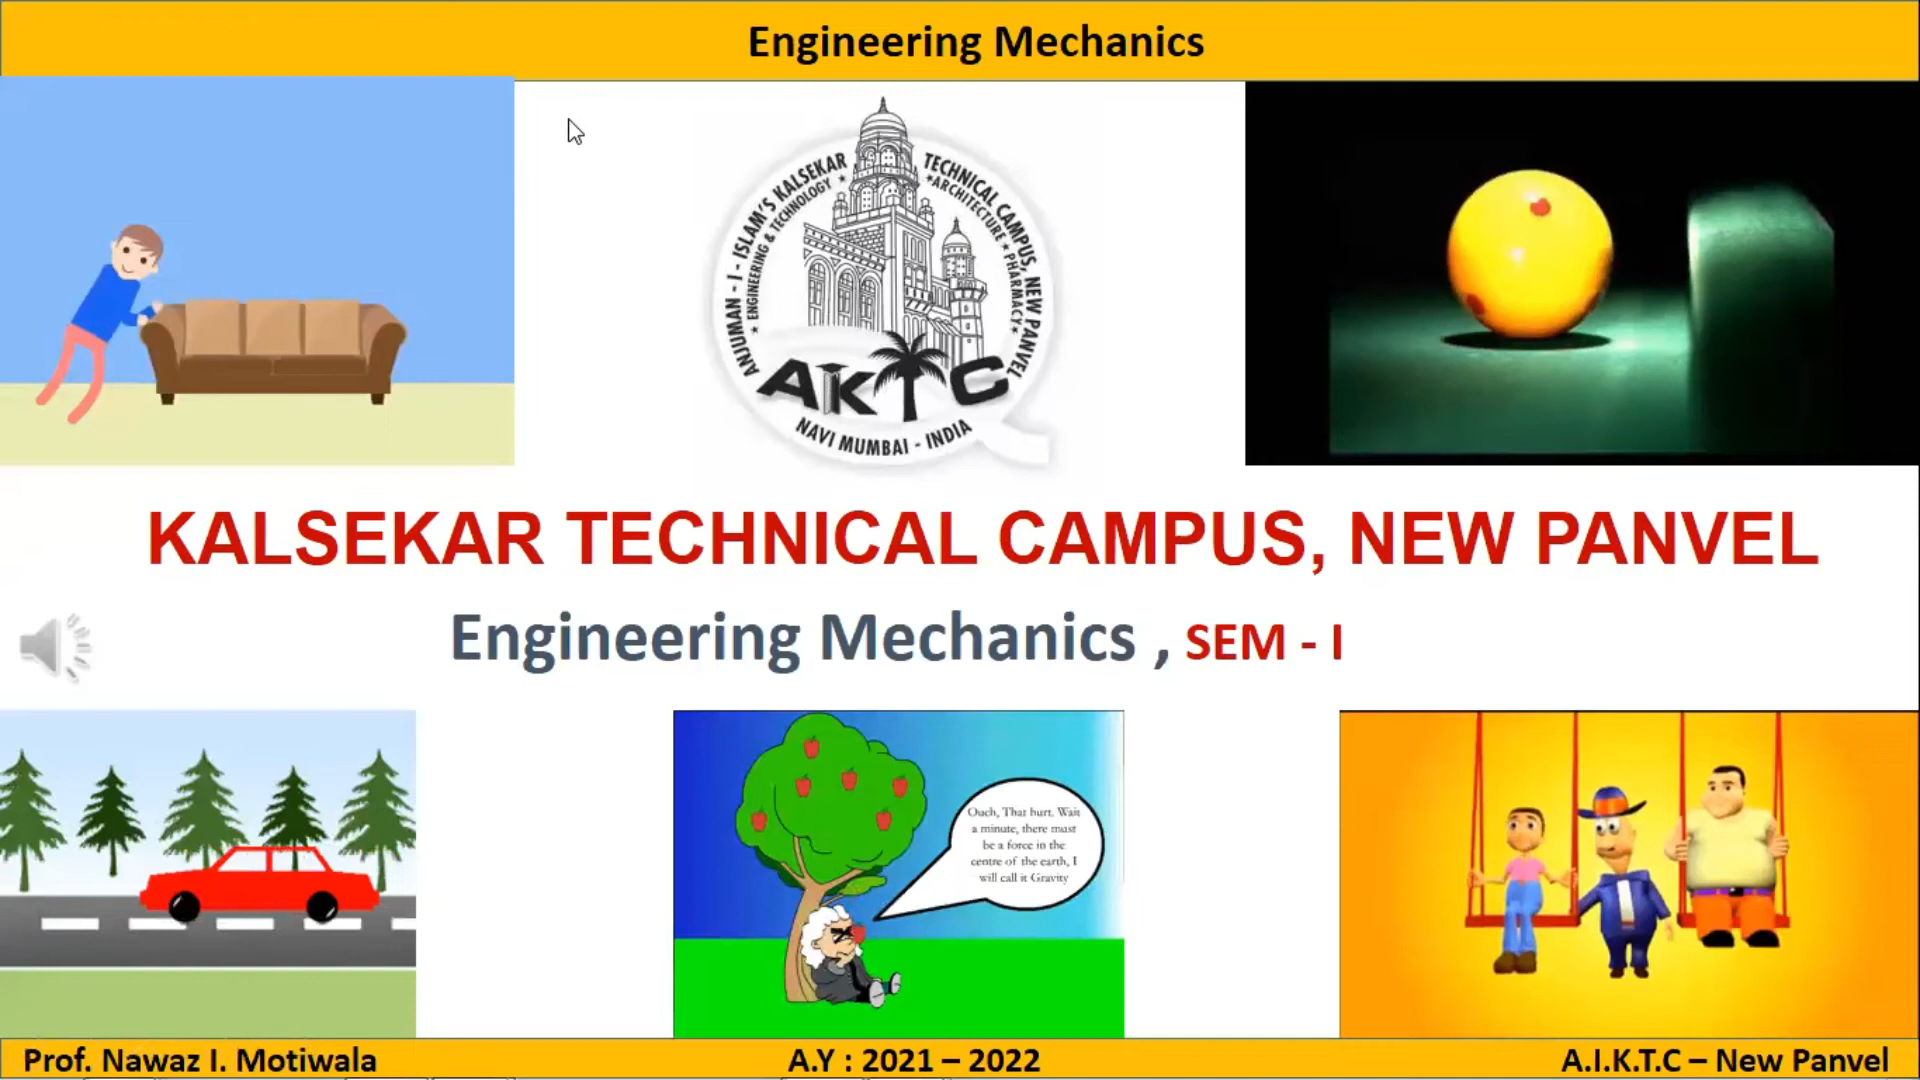 Engineering Mechanics
ANJUMAN - I - ISLAM'S KALSEKAR TECHNICAL CAMPUS, NEW PANVEL
★ ENGINEERING & TECHNOLOGY ★ ★ ARCHITECTURE ★ PHARMACY ★
AIKTC
NAVI MUMBAI - INDIA
KALSEKAR TECHNICAL CAMPUS, NEW PANVEL
Engineering Mechanics , SEM - I
Ouch, That hurt. Wait
a minute, there must
be a force in the
centre of the earth, I
will call it Gravity
Prof. Nawaz I. Motiwala
A.Y : 2021 – 2022
A.I.K.T.C – New Panvel